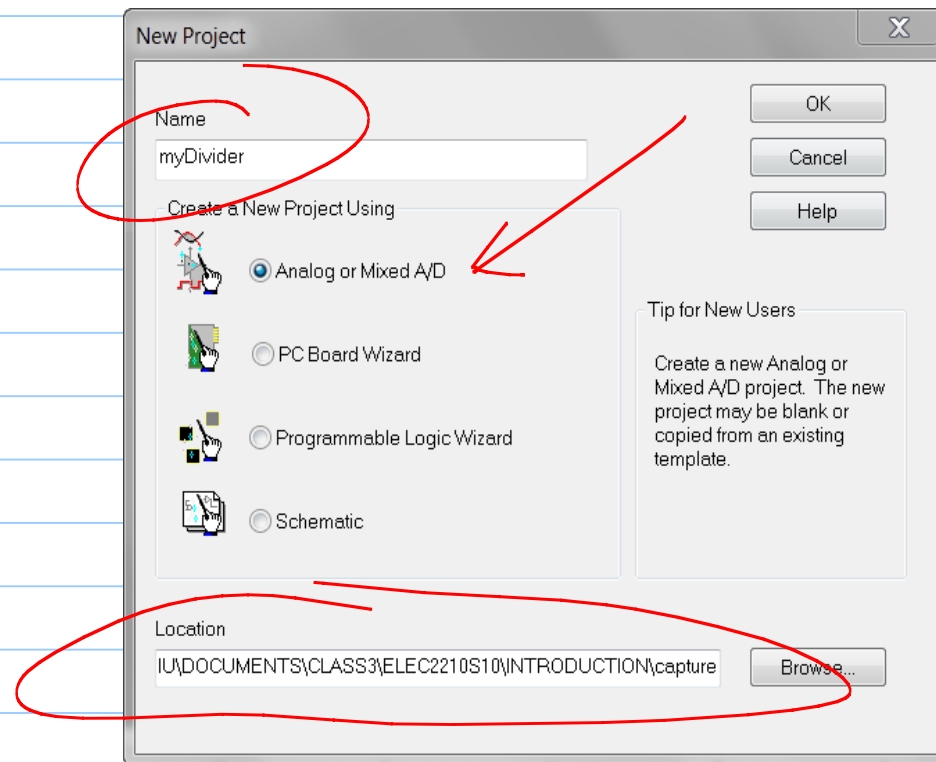 New Project
Name
myDivider
OK
Cancel
Help
Create a New Project Using
Analog or Mixed A/D
PC Board Wizard
Programmable Logic Wizard
Schematic
Tip for New Users
Create a new Analog or
Mixed A/D project. The new
project may be blank or
copied from an existing
template.
Location
IU\DOCUMENTS\CLASS3\ELEC2210S10\INTRODUCTION\capture
Browse...